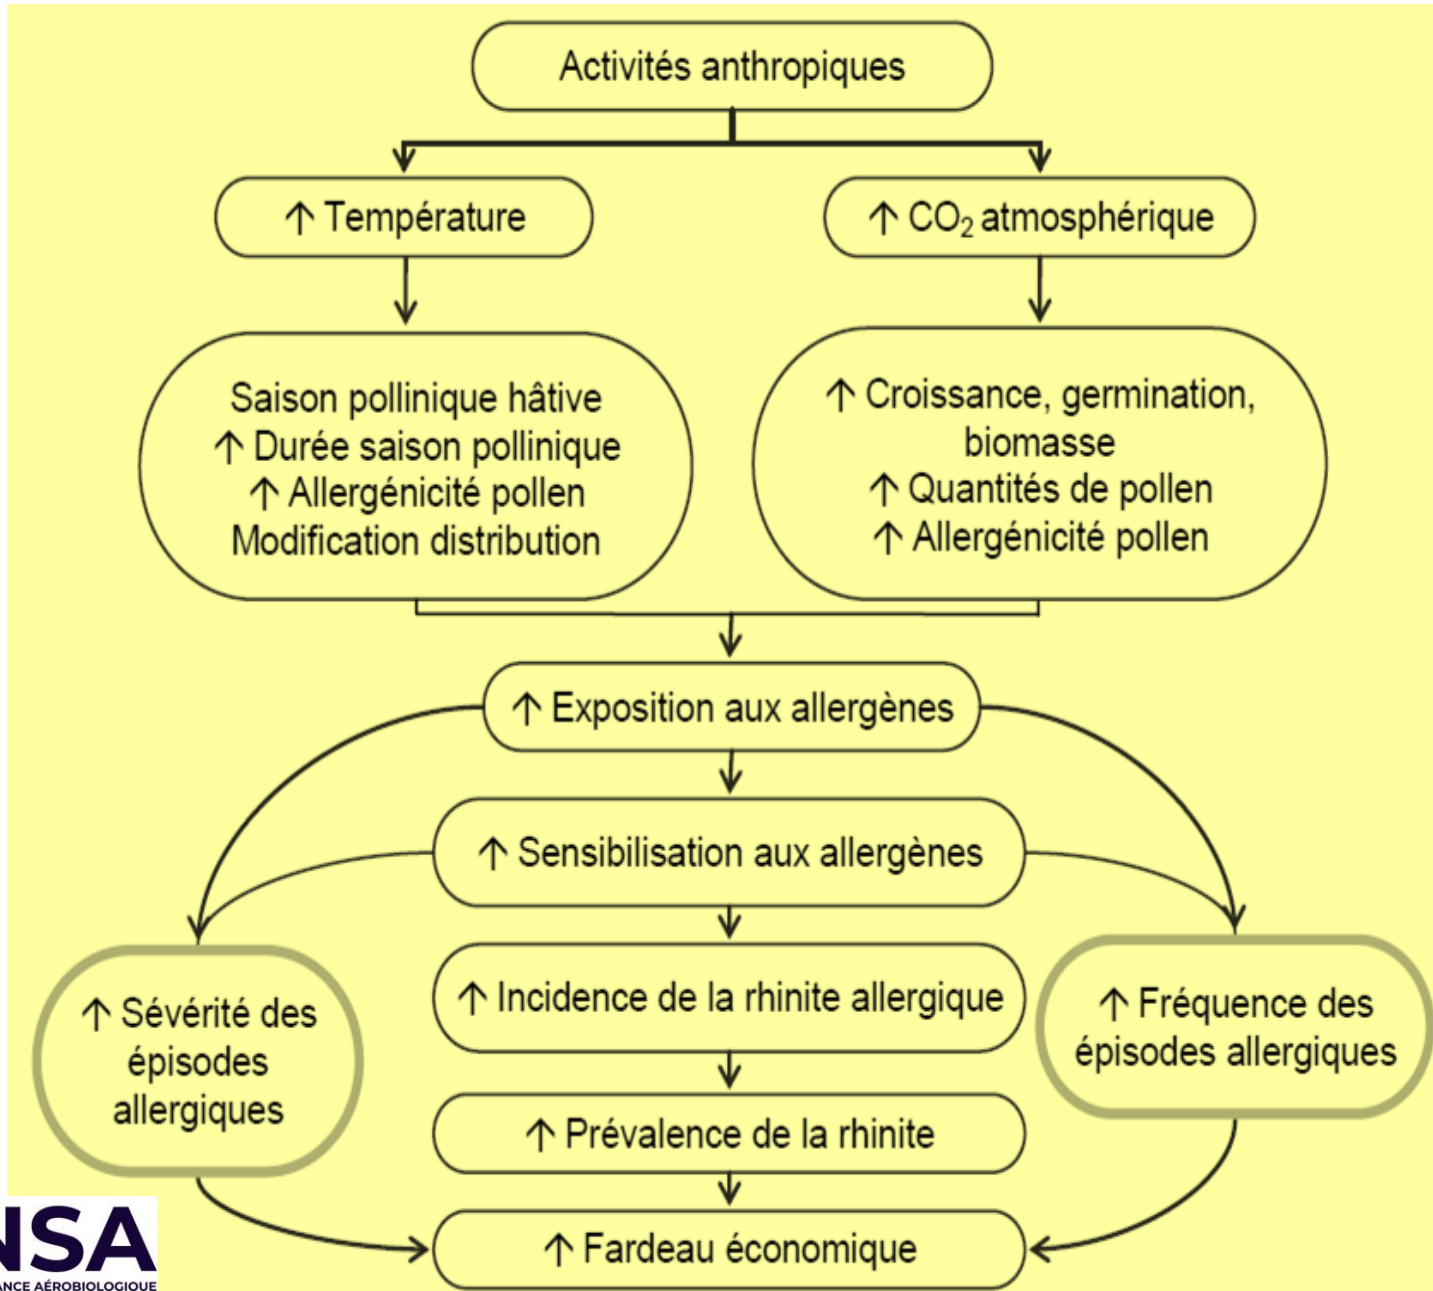 Activités anthropiques
↑ Température
↑ CO₂ atmosphérique
Saison pollinique hâtive
↑ Durée saison pollinique
↑ Allergénicité pollen
Modification distribution
↑ Croissance, germination,
biomasse
↑ Quantités de pollen
↑ Allergénicité pollen
↑ Exposition aux allergènes
↑ Sensibilisation aux allergènes
↑ Incidence de la rhinite allergique
↑ Prévalence de la rhinite
↑ Fardeau économique
↑ Sévérité des
épisodes
allergiques
↑ Fréquence des
épisodes allergiques
NSA
ANCE AÉROBIOLOGIQUE